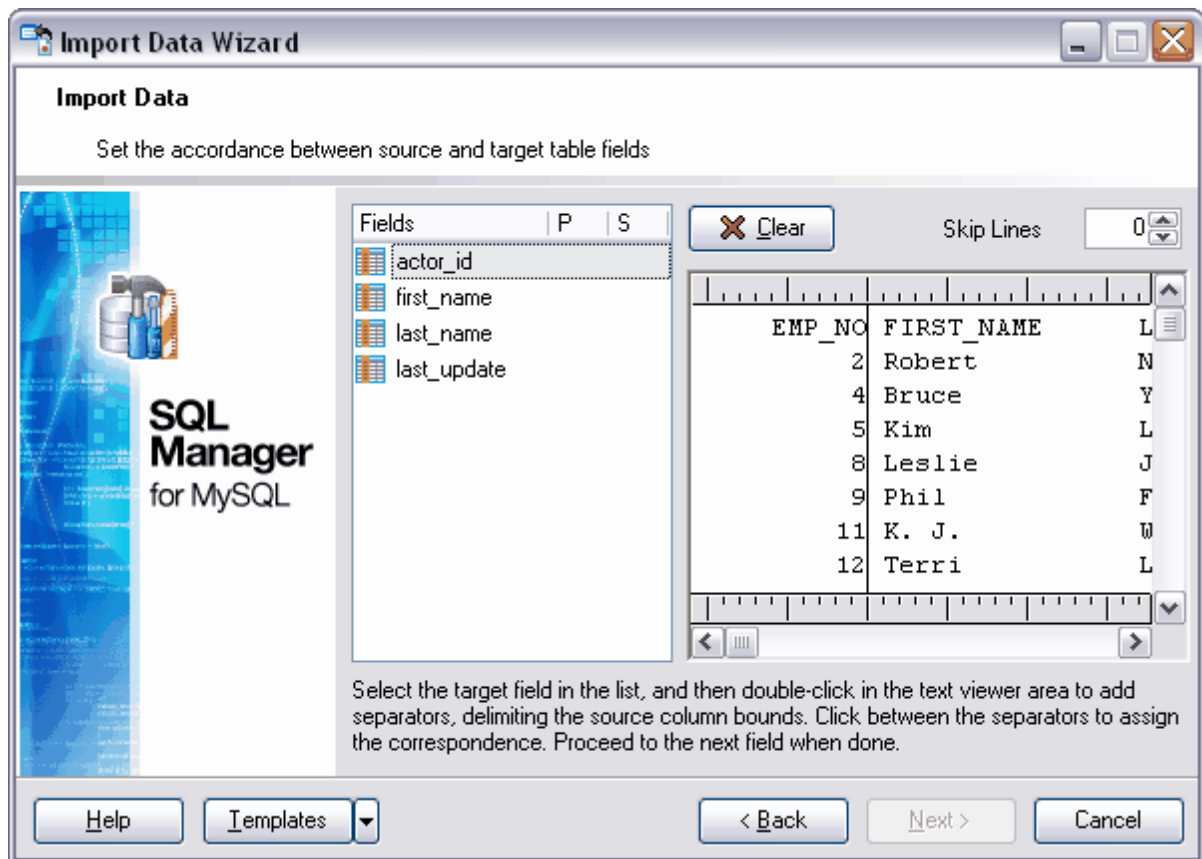 Import Data Wizard
Import Data
Set the accordance between source and target table fields
SQL
Manager
for MySQL
Fields P S
actor_id
first_name
last_name
last_update
Clear Skip Lines 0
EMP_NO FIRST_NAME L
2 Robert N
4 Bruce Y
5 Kim L
8 Leslie J
9 Phil F
11 K. J. W
12 Terri L
Select the target field in the list, and then double-click in the text viewer area to add
separators, delimiting the source column bounds. Click between the separators to assign
the correspondence. Proceed to the next field when done.
Help Templates < Back Next > Cancel